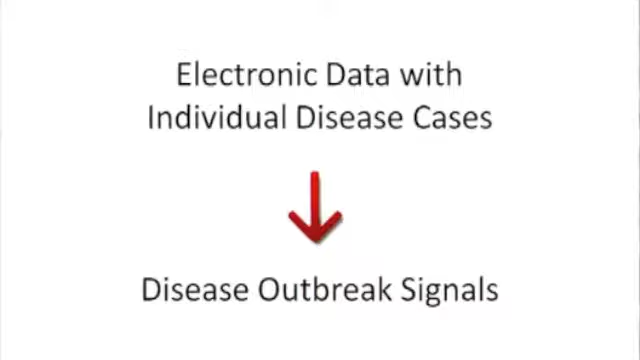 Electronic Data with
Individual Disease Cases
Disease Outbreak Signals